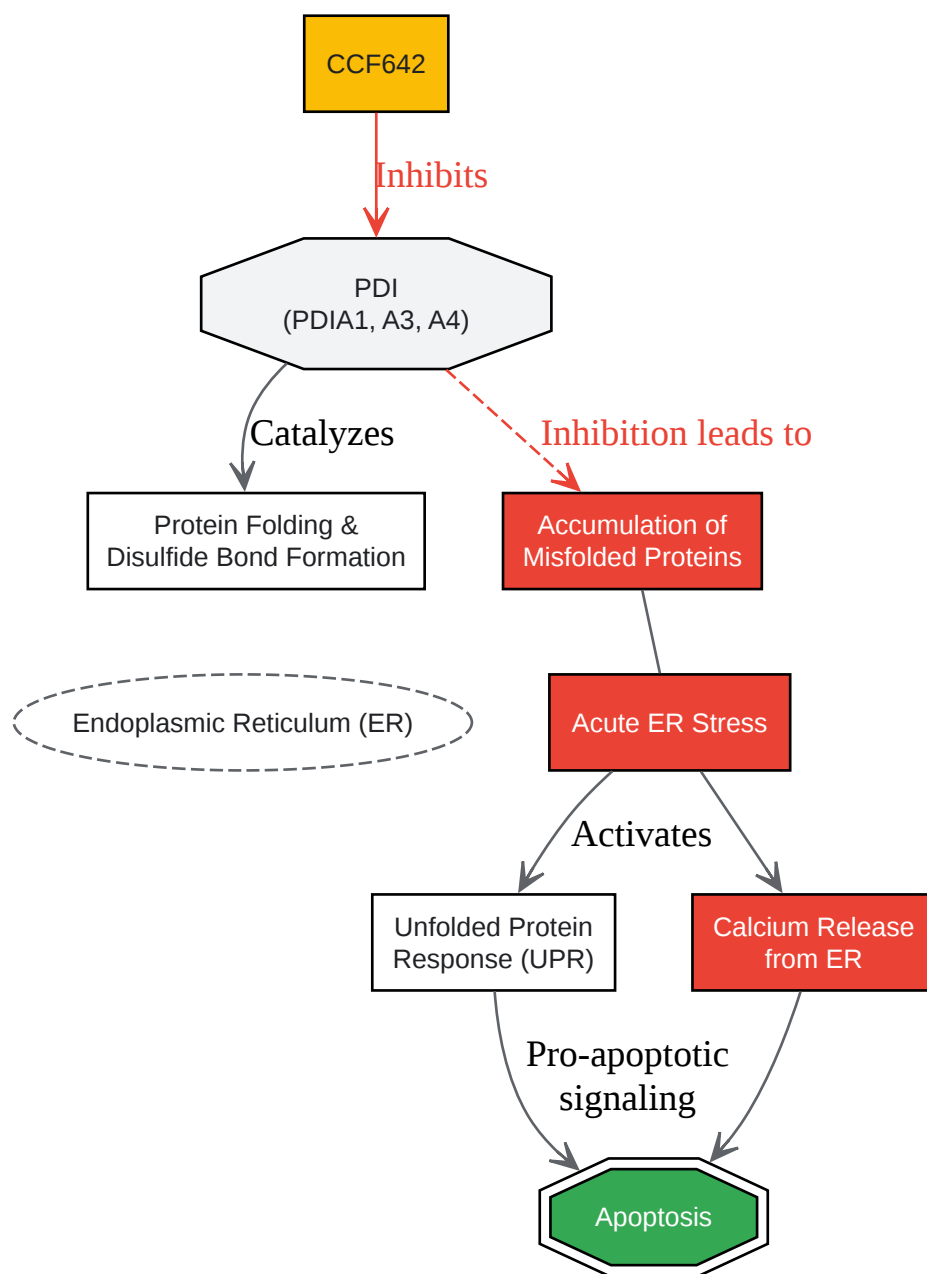 CCF642
Inhibits
PDI
(PDIA1, A3, A4)
Catalyzes
Inhibition leads to
Protein Folding &
Disulfide Bond Formation
Accumulation of
Misfolded Proteins
Endoplasmic Reticulum (ER)
Acute ER Stress
Activates
Unfolded Protein
Response (UPR)
Calcium Release
from ER
Pro-apoptotic
signaling
Apoptosis